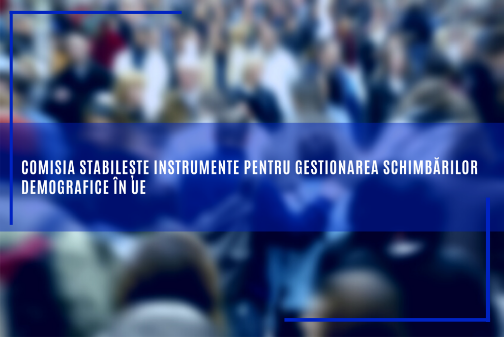 COMISIA STABILEȘTE INSTRUMENTE PENTRU GESTIONAREA SCHIMBĂRILOR
DEMOGRAFICE ÎN UE